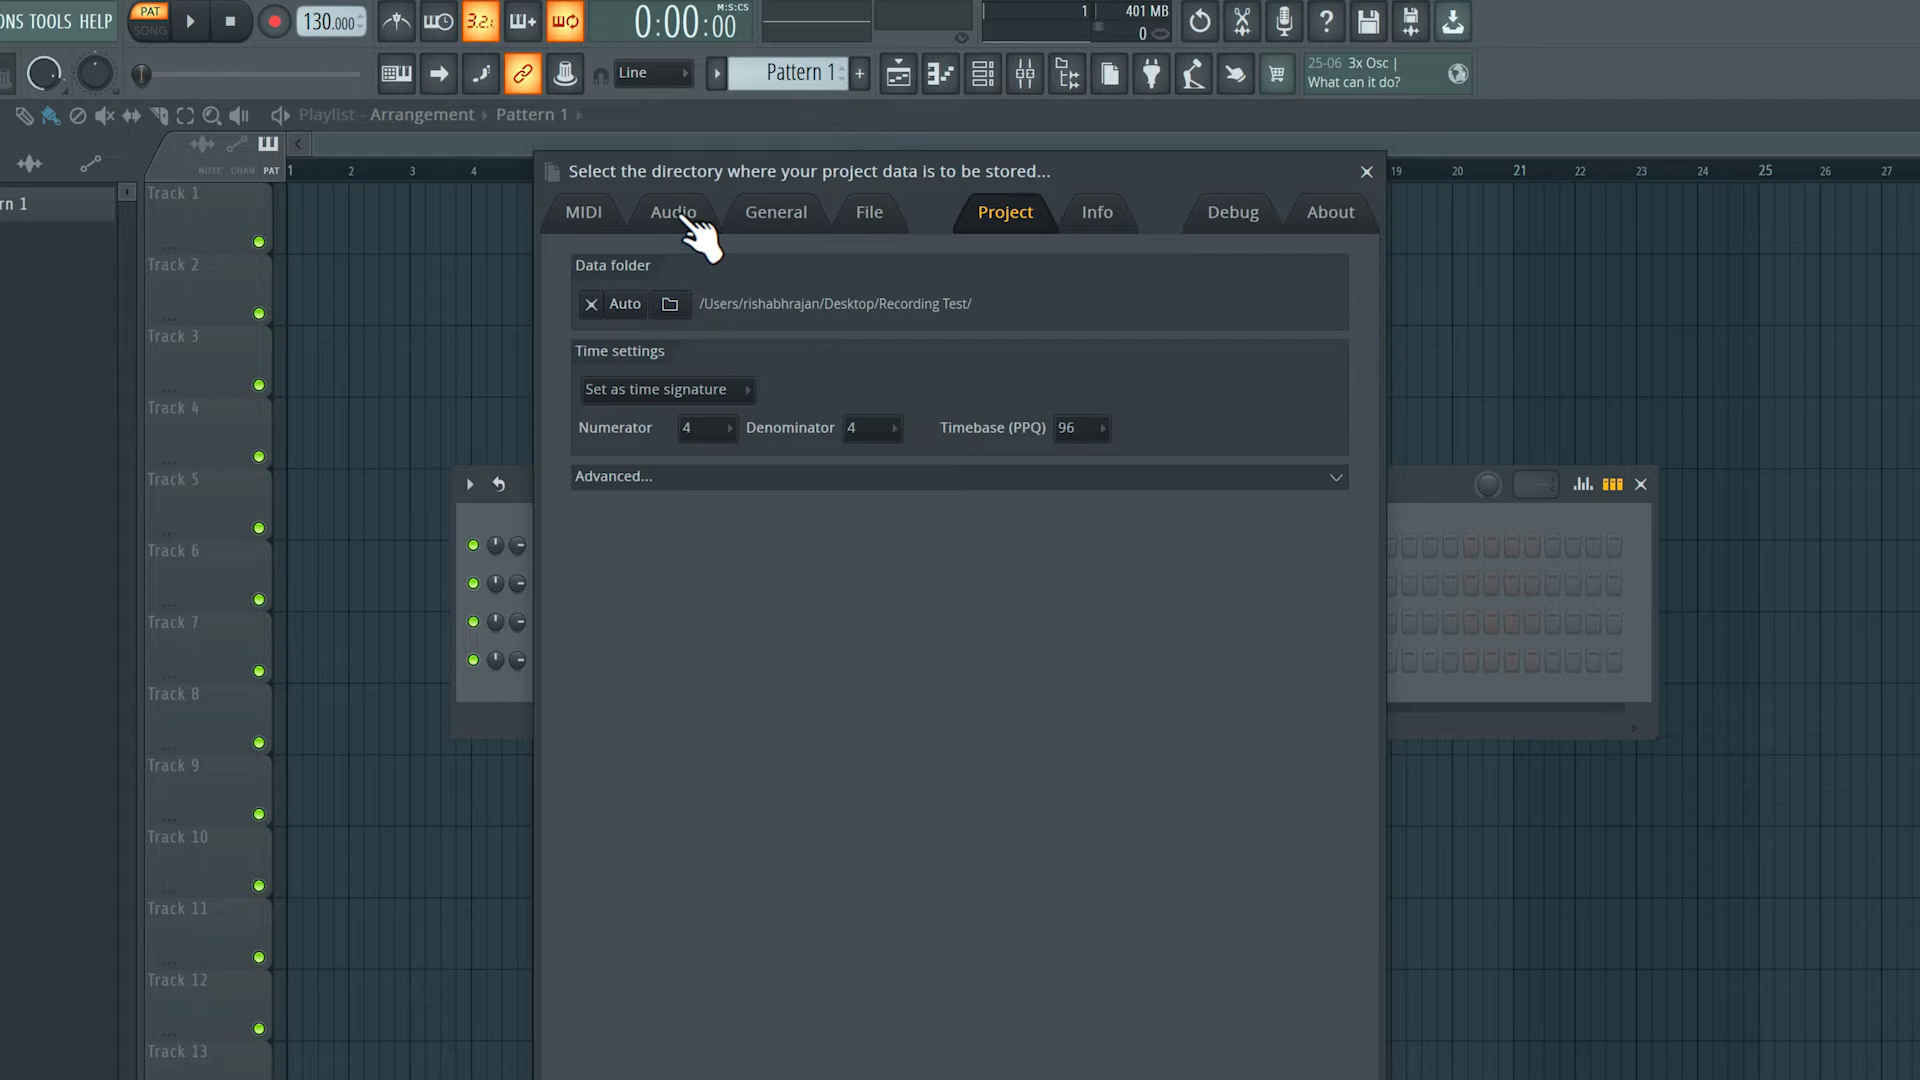 ONS TOOLS HELP
PAT
SONG
130.000
3.2.
0:00:00
M:S:CS
1
401 MB
0
Line
Pattern 1
+
25-06 3x Osc |
What can it do?
Playlist - Arrangement ▸ Pattern 1 ▸
NOTE CHAN PAT
1 2 3 4 19 20 21 22 23 24 25 26 27
rn 1
Track 1
Track 2
Track 3
Track 4
Track 5
Track 6
Track 7
Track 8
Track 9
Track 10
Track 11
Track 12
Track 13
Select the directory where your project data is to be stored...
MIDI Audio General File Project Info Debug About
Data folder
Auto /Users/rishabhrajan/Desktop/Recording Test/
Time settings
Set as time signature
Numerator 4 Denominator 4 Timebase (PPQ) 96
Advanced...